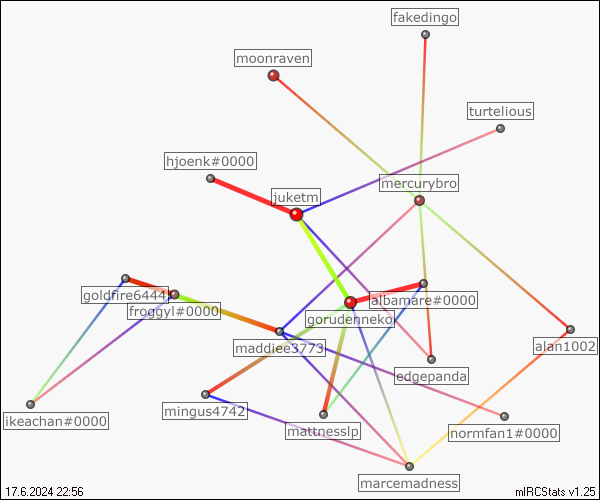 fakedingo
moonraven
turtelious
hjoenk#0000
mercurybro
juketm
goldfire6444
albamare#0000
froggyl#0000
gorudenneko
maddiee3773
alan1002
edgepanda
mingus4742
ikeachan#0000
mattnesslp
normfan1#0000
marcemadness
17.6.2024 22:56
mIRCStats v1.25